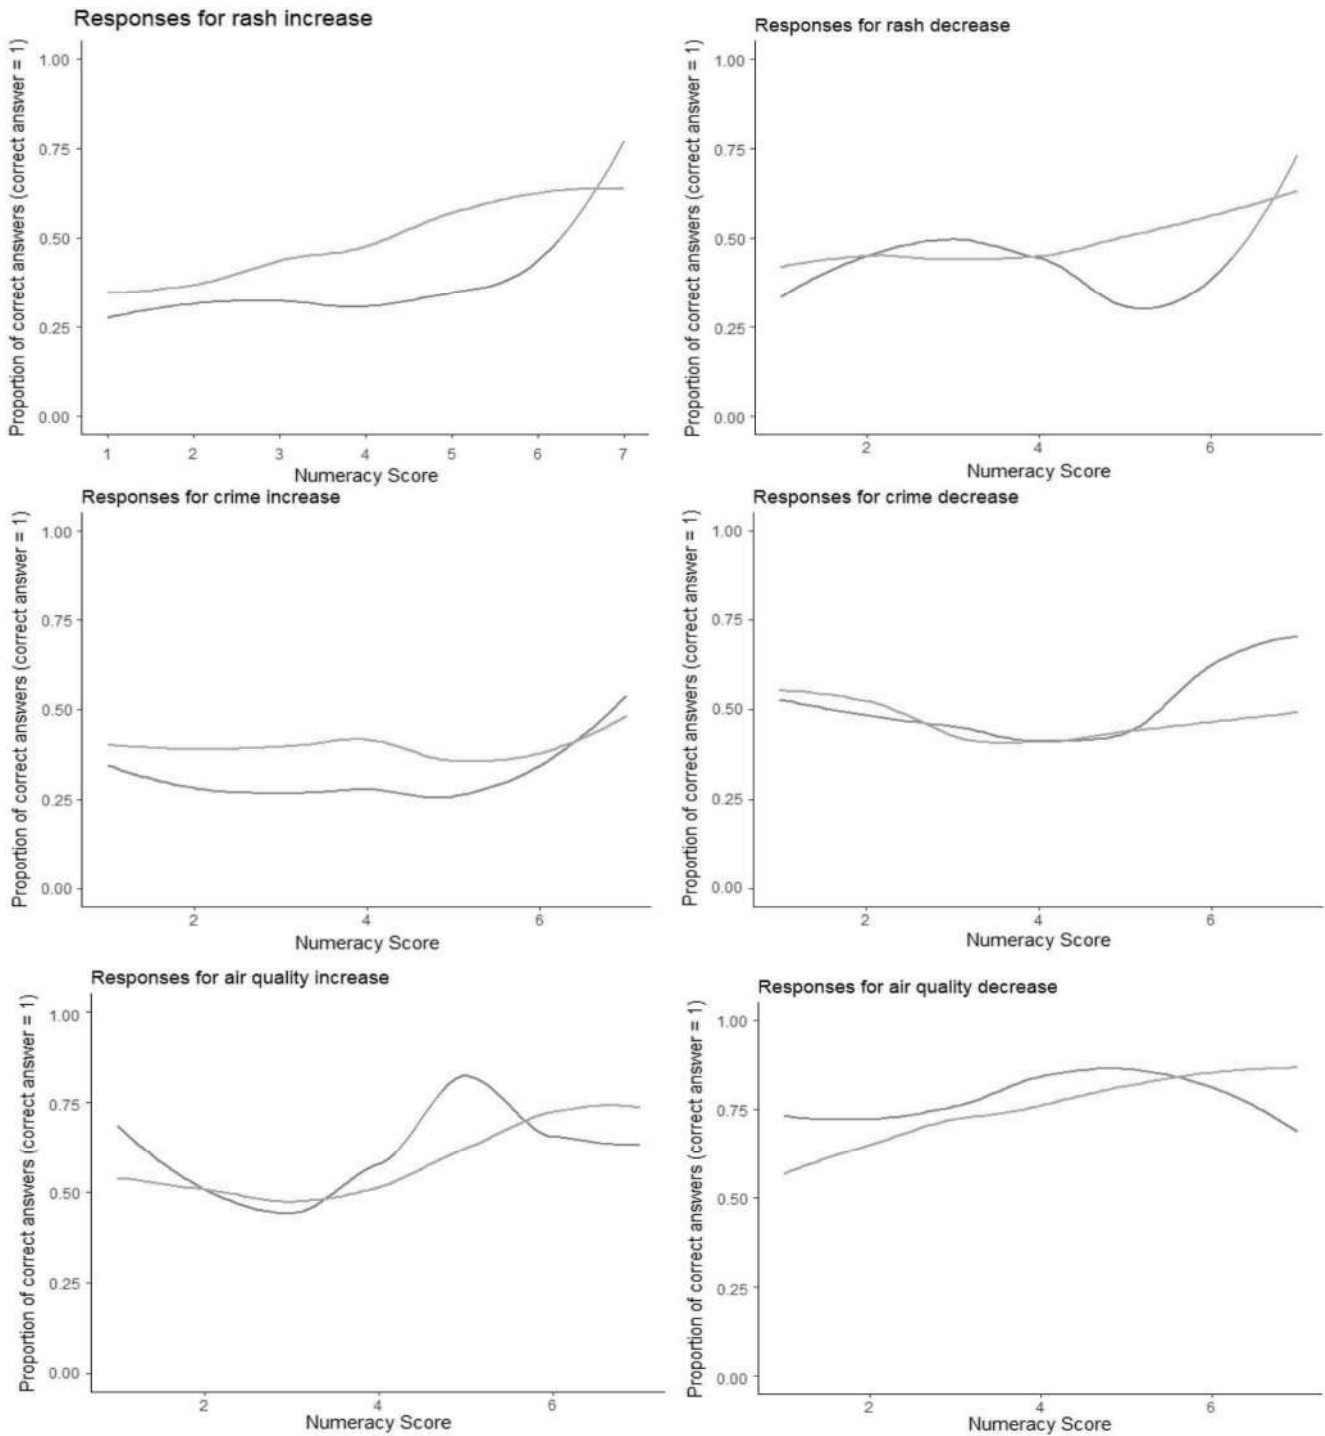 Responses for rash increase
Proportion of correct answers (correct answer = 1)
1.00
0.75
0.50
0.25
0.00
1 2 3 4 5 6 7
Numeracy Score
Responses for rash decrease
Proportion of correct answers (correct answer = 1)
1.00
0.75
0.50
0.25
0.00
2 4 6
Numeracy Score
Responses for crime increase
Proportion of correct answers (correct answer = 1)
1.00
0.75
0.50
0.25
0.00
2 4 6
Numeracy Score
Responses for crime decrease
Proportion of correct answers (correct answer = 1)
1.00
0.75
0.50
0.25
0.00
2 4 6
Numeracy Score
Responses for air quality increase
Proportion of correct answers (correct answer = 1)
1.00
0.75
0.50
0.25
0.00
2 4 6
Numeracy Score
Responses for air quality decrease
Proportion of correct answers (correct answer = 1)
1.00
0.75
0.50
0.25
0.00
2 4 6
Numeracy Score